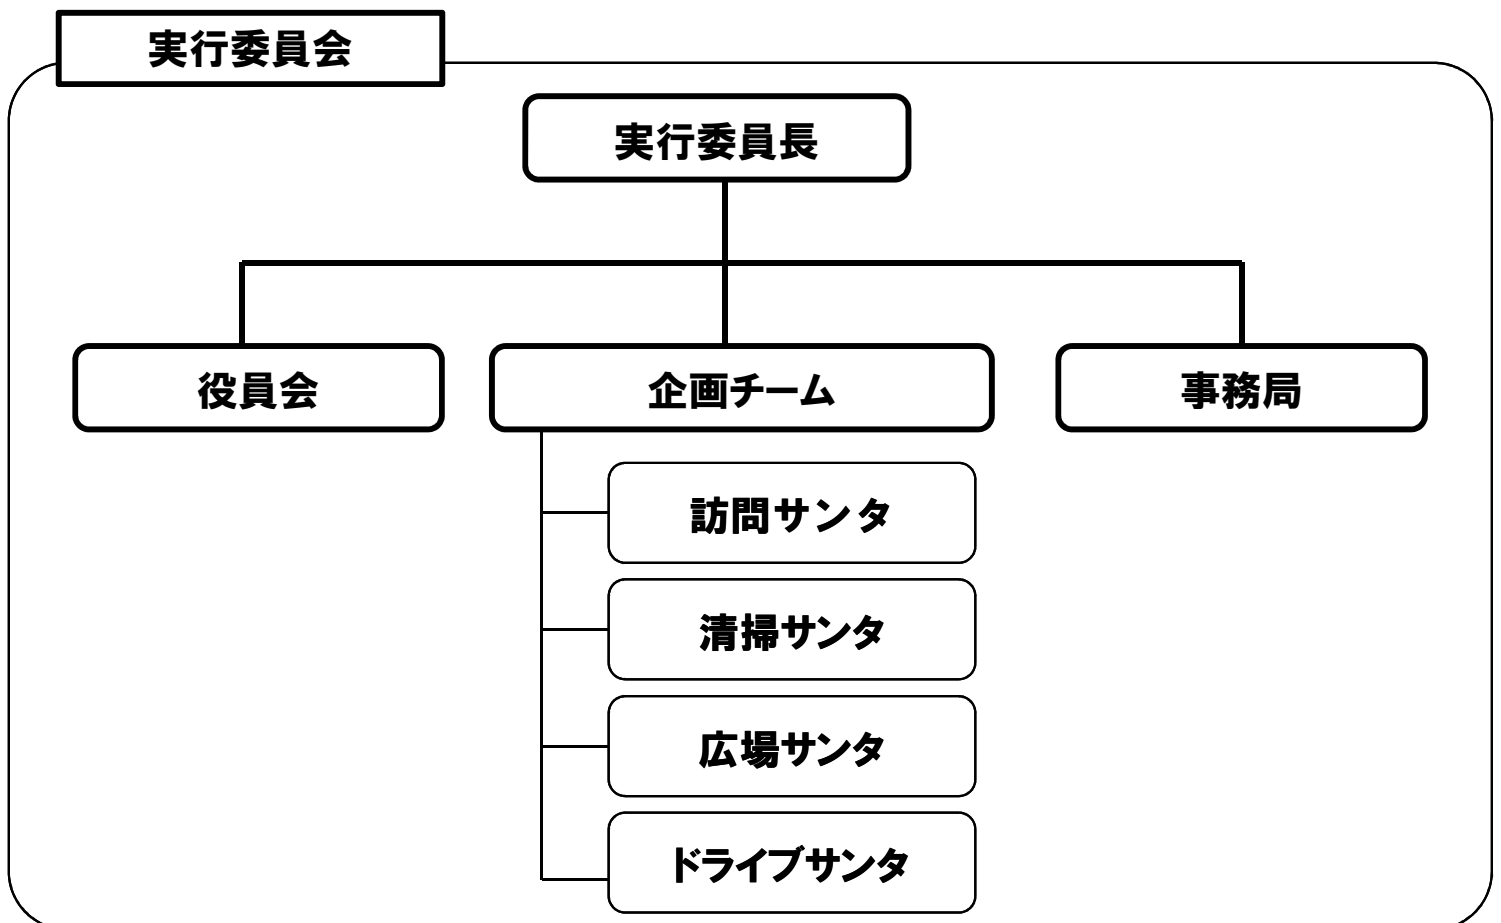 実行委員会
実行委員長
役員会
企画チーム
事務局
訪問サンタ
清掃サンタ
広場サンタ
ドライブサンタ